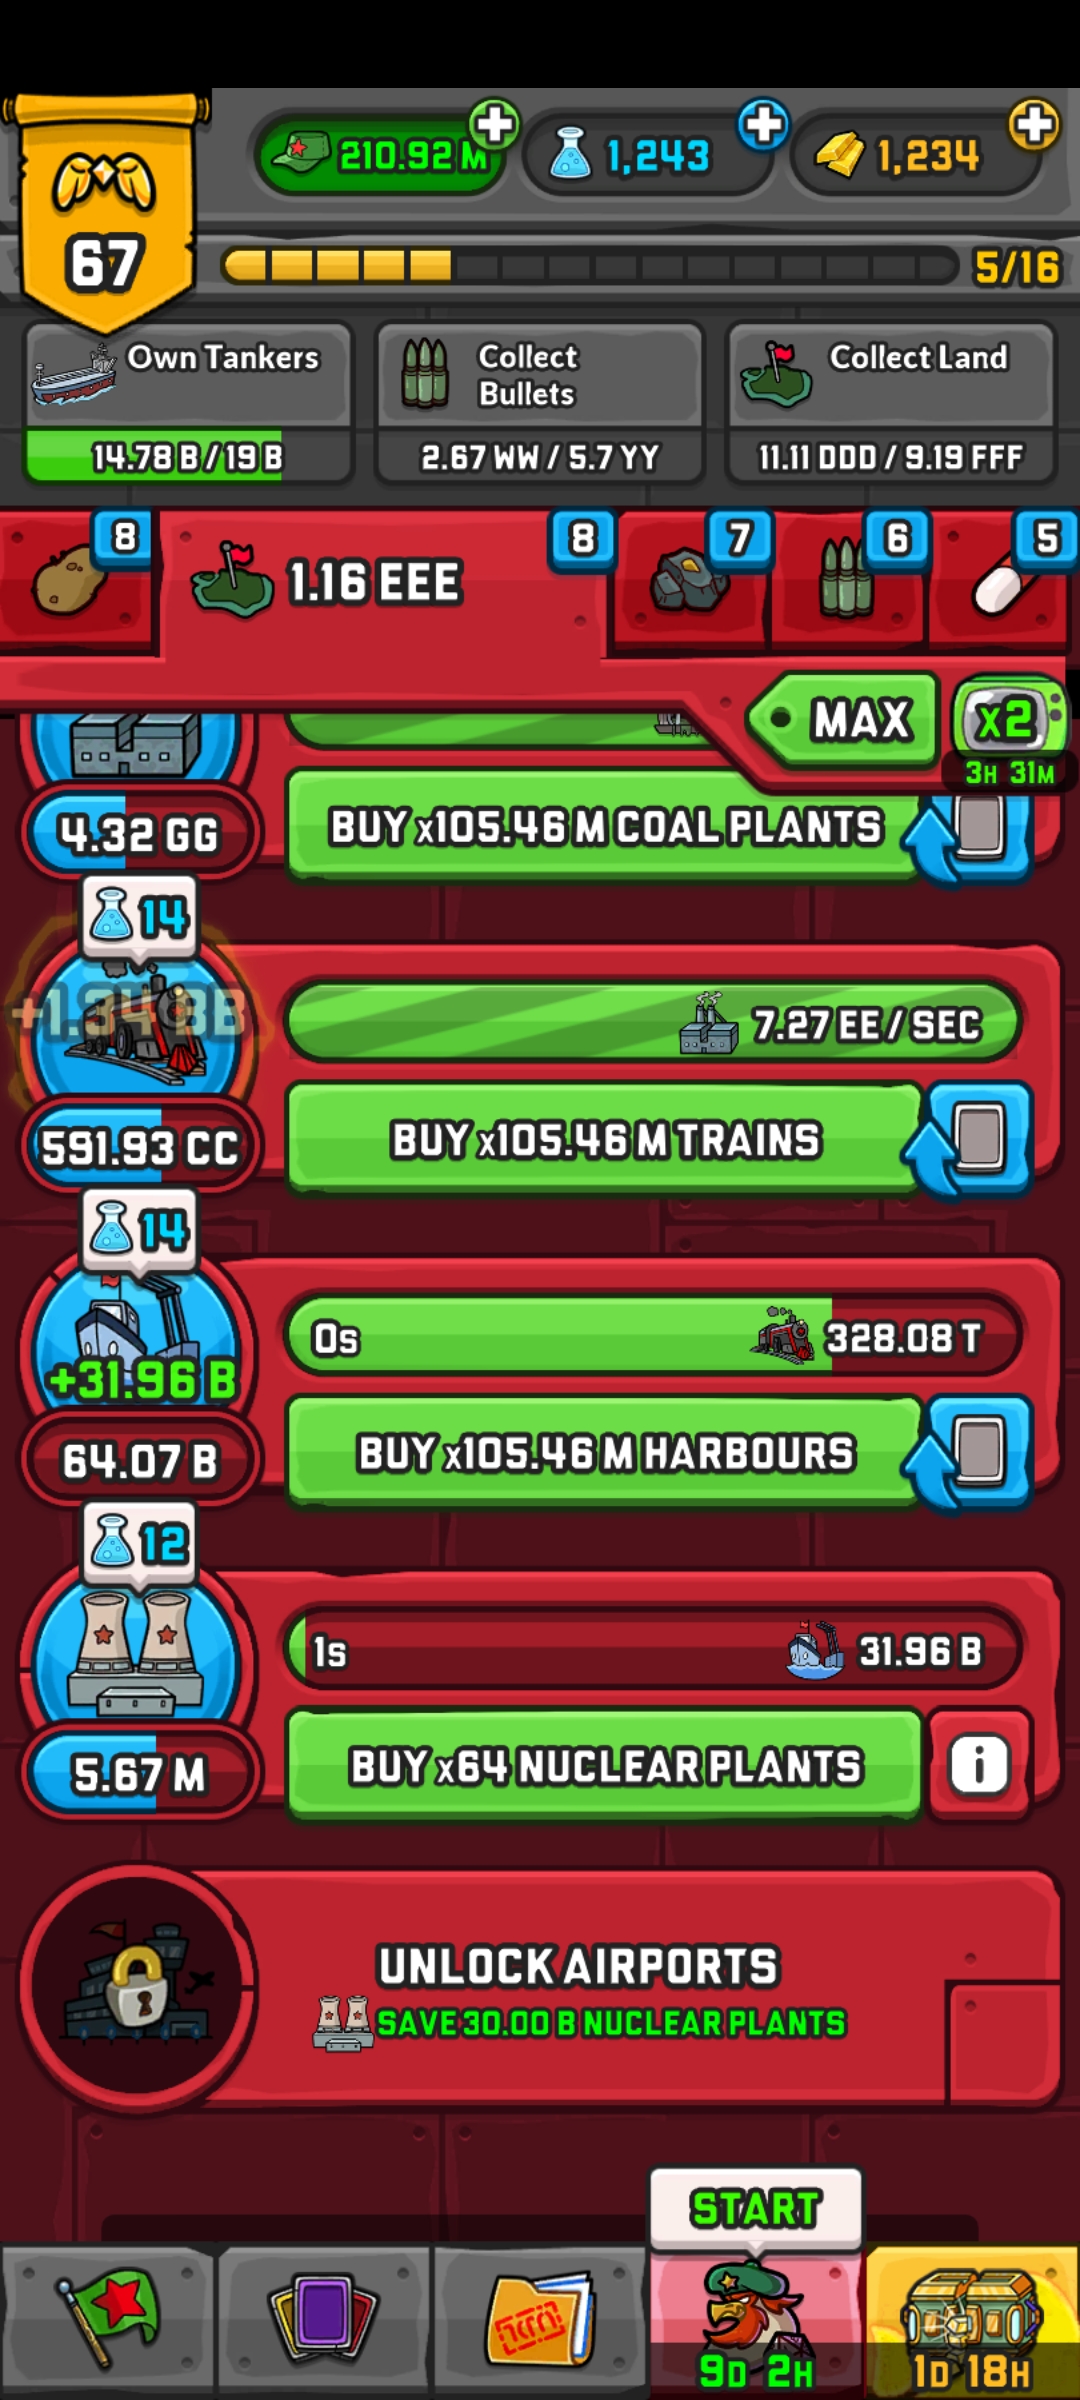 210.92 M
1,243
1,234
67
5/16
Own Tankers
14.78 B / 19 B
Collect
Bullets
2.67 WW / 5.7 YY
Collect Land
11.11 DDD / 9.19 FFF
8
1.16 EEE
8
7
6
5
MAX
x2
3H 31M
4.32 GG
BUY x105.46 M COAL PLANTS
14
7.27 EE / SEC
591.93 CC
BUY x105.46 M TRAINS
14
+31.96 B
0s
328.08 T
64.07 B
BUY x105.46 M HARBOURS
12
1s
31.96 B
5.67 M
BUY x64 NUCLEAR PLANTS
i
UNLOCK AIRPORTS
SAVE 30.00 B NUCLEAR PLANTS
START
9D 2H
1D 18H